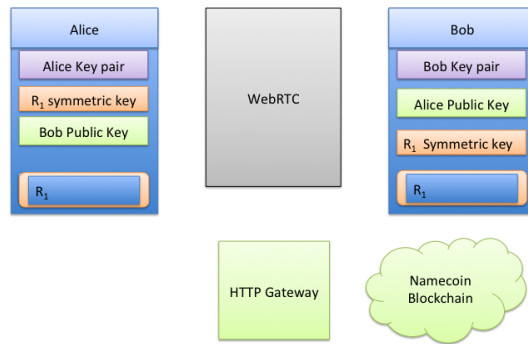 Alice
Alice Key pair
R₁ symmetric key
Bob Public Key
R₁
WebRTC
Bob
Bob Key pair
Alice Public Key
R₁ Symmetric key
R₁
HTTP Gateway
Namecoin
Blockchain